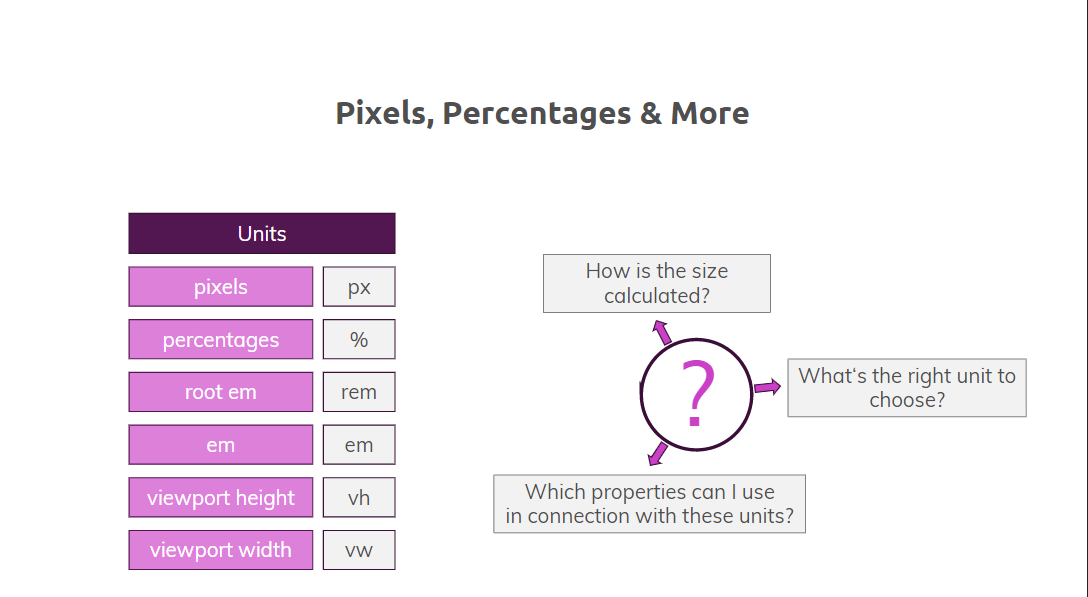 Pixels, Percentages & More
Units
pixels px
percentages %
root em rem
em em
viewport height vh
viewport width vw
How is the size
calculated?
?
What‘s the right unit to
choose?
Which properties can I use
in connection with these units?